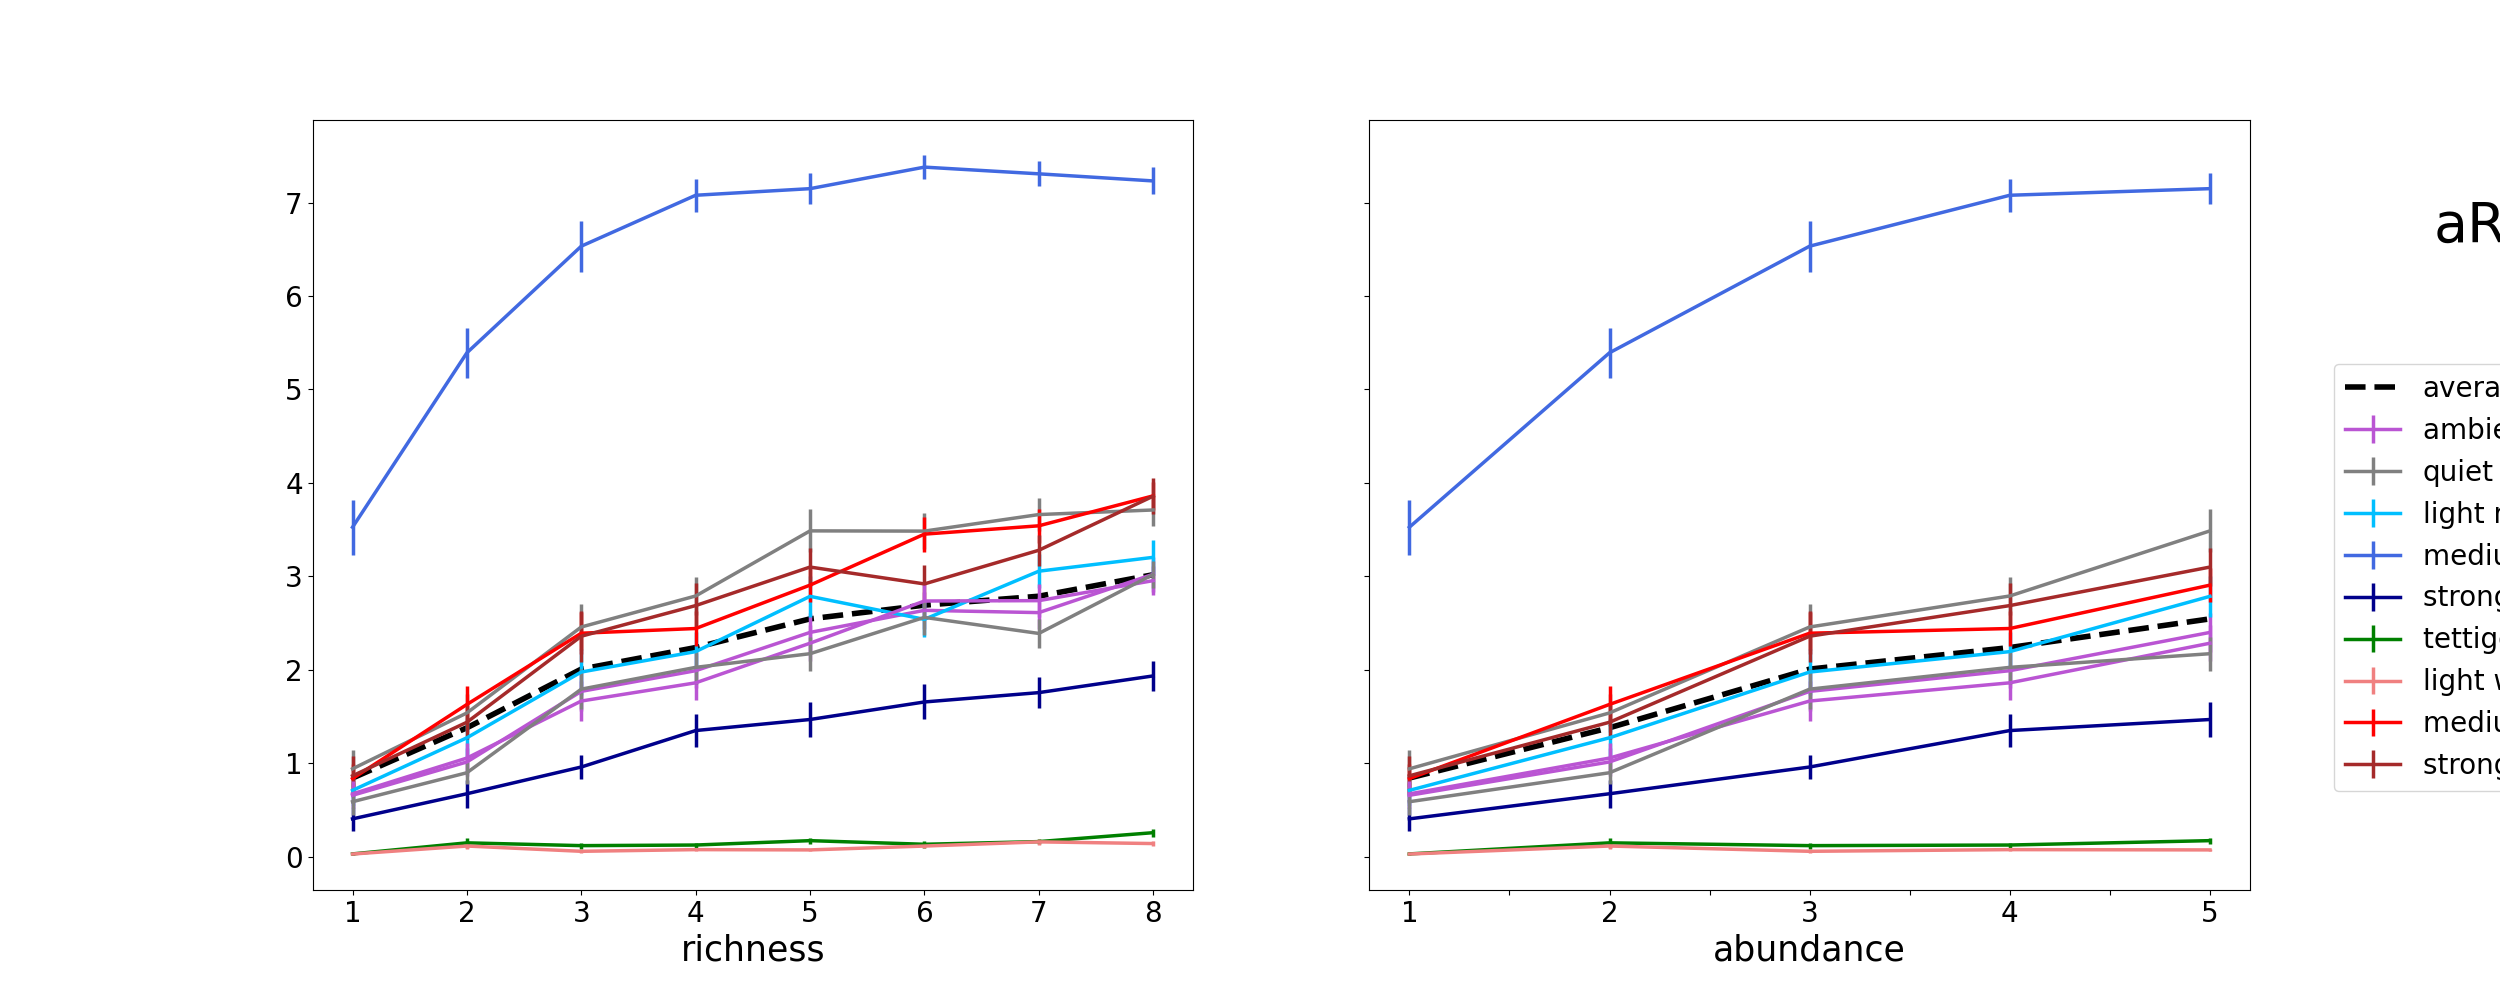 7
6
5
4
3
2
1
0
1 2 3 4 5 6 7 8
richness
1 2 3 4 5
abundance
aR
avera
ambie
quiet
light r
mediu
strong
tettig
light w
mediu
strong